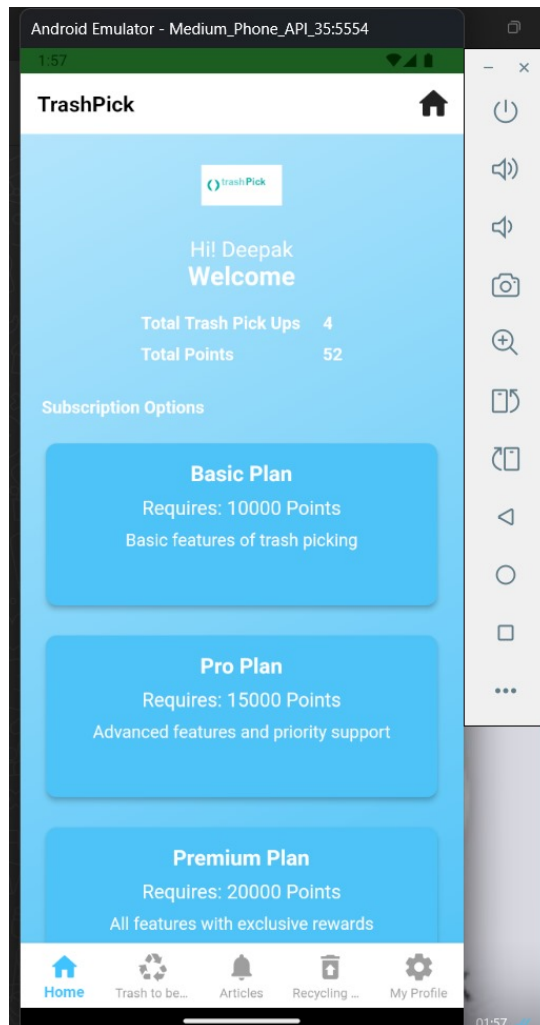 Android Emulator - Medium_Phone_API_35:5554
1:57
TrashPick
trashPick
Hi! Deepak
Welcome
Total Trash Pick Ups 4
Total Points 52
Subscription Options
Basic Plan
Requires: 10000 Points
Basic features of trash picking
Pro Plan
Requires: 15000 Points
Advanced features and priority support
Premium Plan
Requires: 20000 Points
All features with exclusive rewards
Home Trash to be... Articles Recycling ... My Profile
01:57